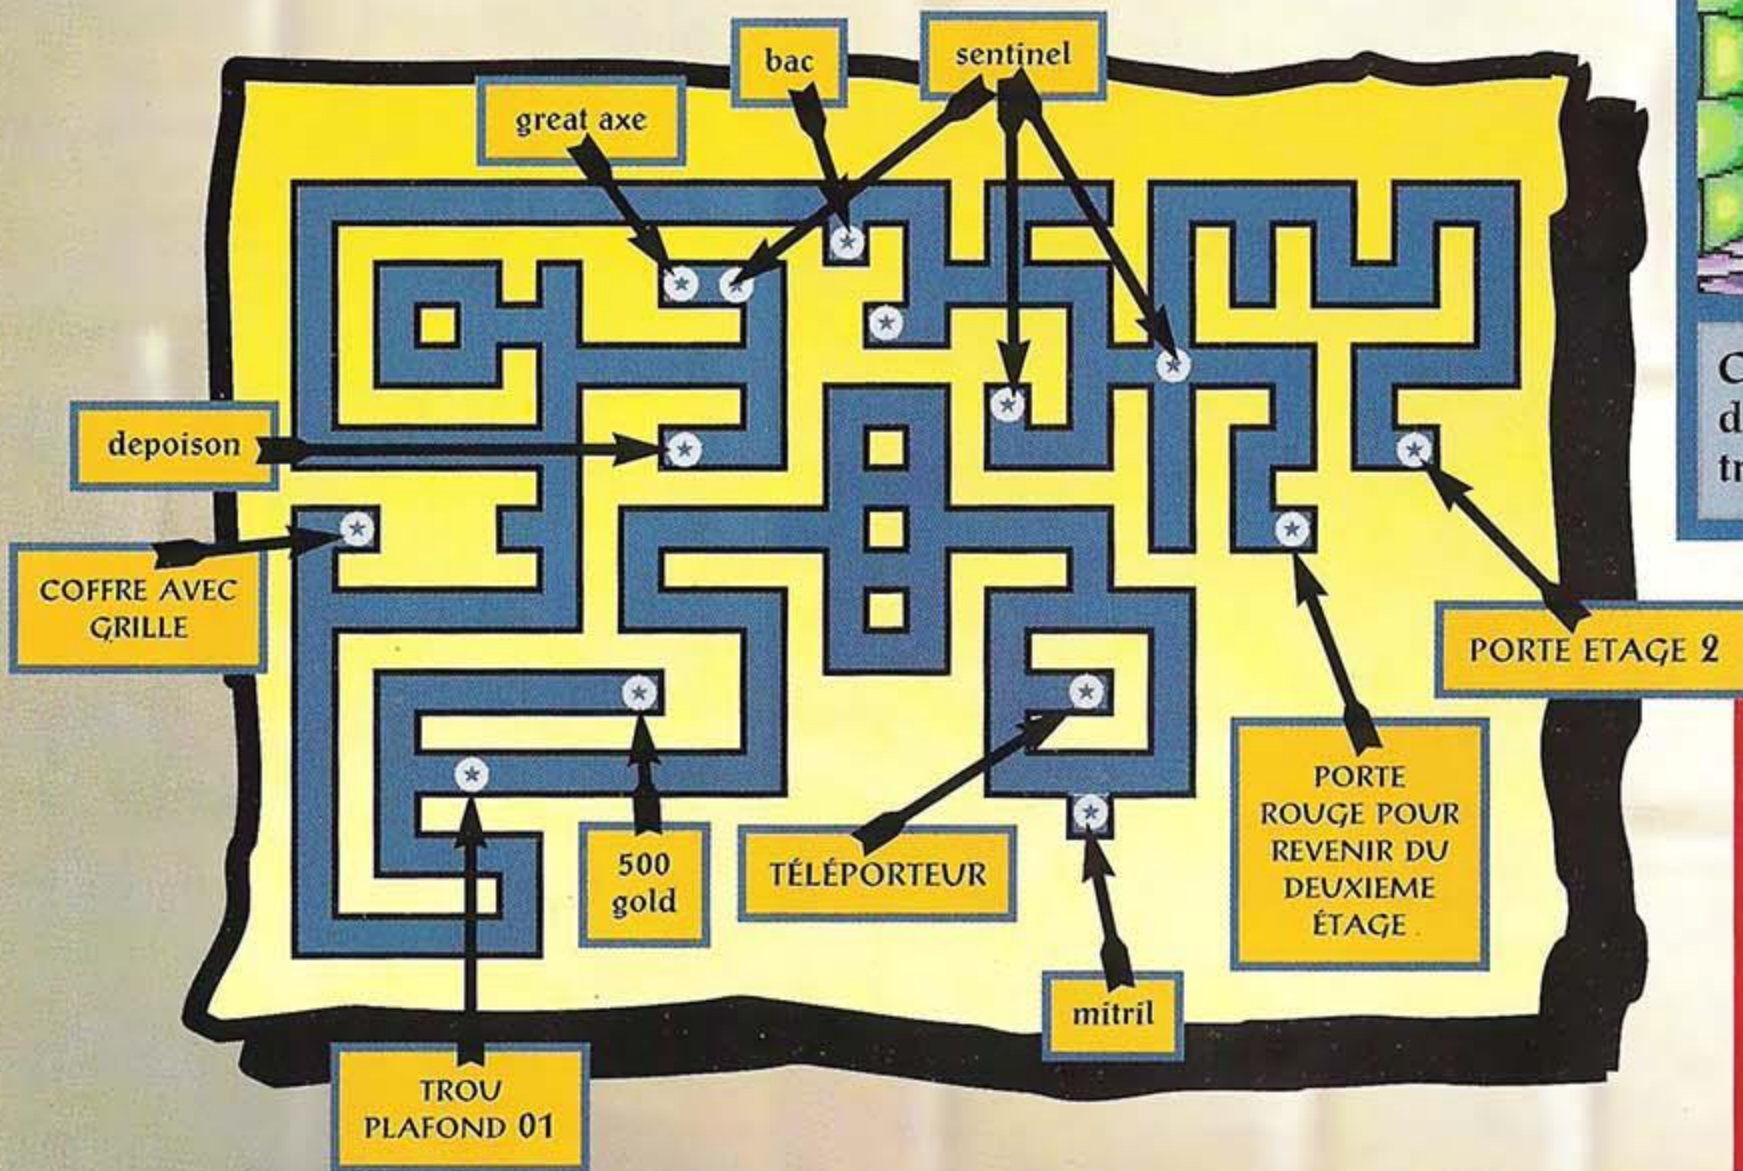 bac
sentinel
great axe
depoison
COFFRE AVEC
GRILLE
PORTE ETAGE 2
PORTE
ROUGE POUR
REVENIR DU
DEUXIEME
ÉTAGE
500
gold
TÉLÉPORTEUR
mitril
TROU
PLAFOND 01
C
d
tr